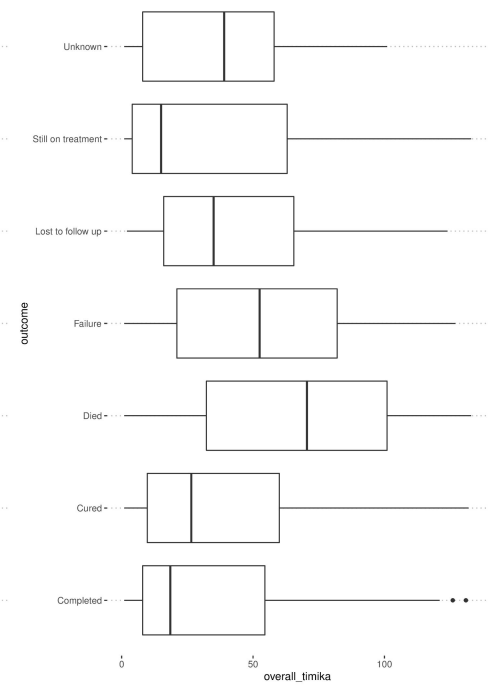 Unknown
Still on treatment
Lost to follow up
outcome
Failure
Died
Cured
Completed
0 50 100
overall_timika